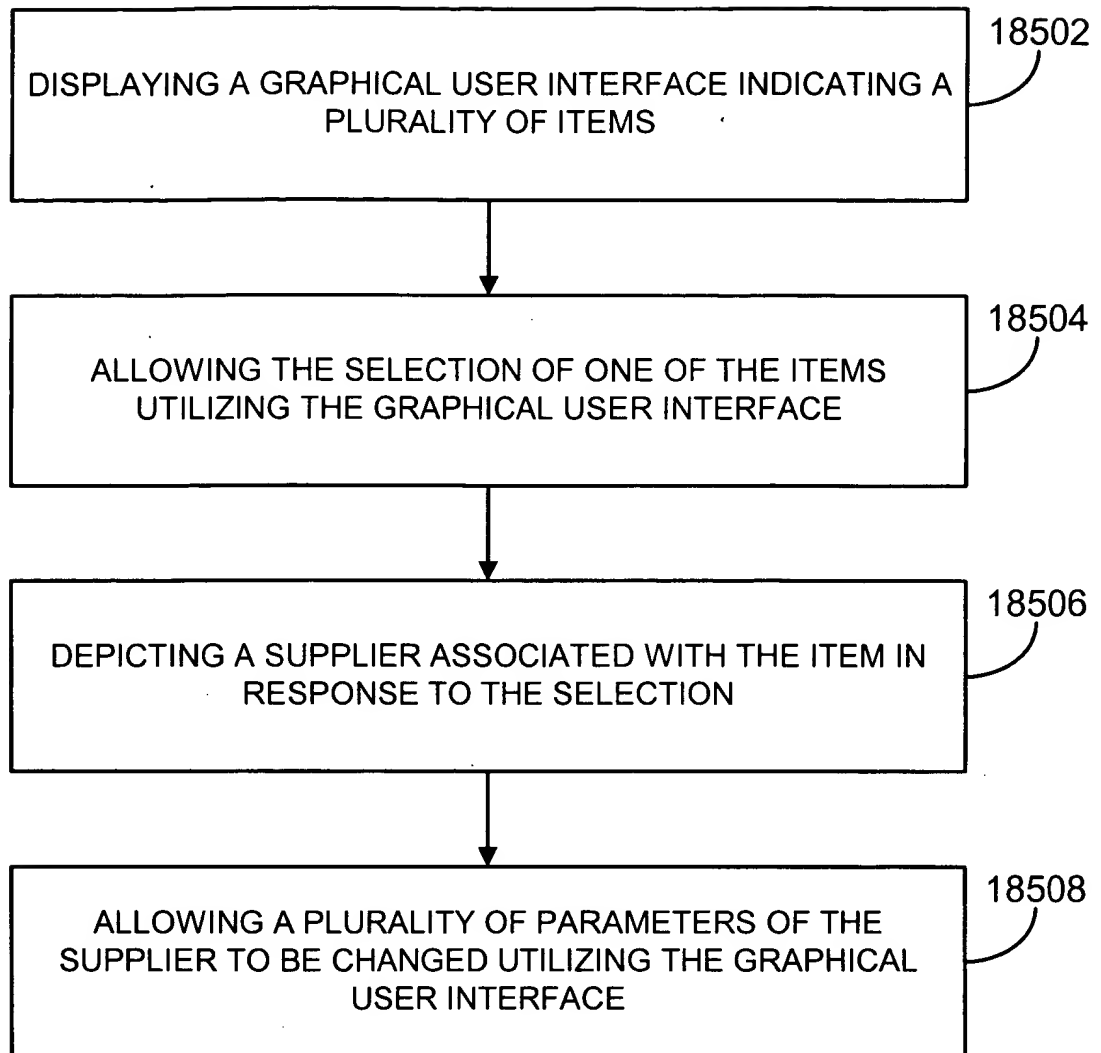 18502
DISPLAYING A GRAPHICAL USER INTERFACE INDICATING A
PLURALITY OF ITEMS
18504
ALLOWING THE SELECTION OF ONE OF THE ITEMS
UTILIZING THE GRAPHICAL USER INTERFACE
18506
DEPICTING A SUPPLIER ASSOCIATED WITH THE ITEM IN
RESPONSE TO THE SELECTION
18508
ALLOWING A PLURALITY OF PARAMETERS OF THE
SUPPLIER TO BE CHANGED UTILIZING THE GRAPHICAL
USER INTERFACE